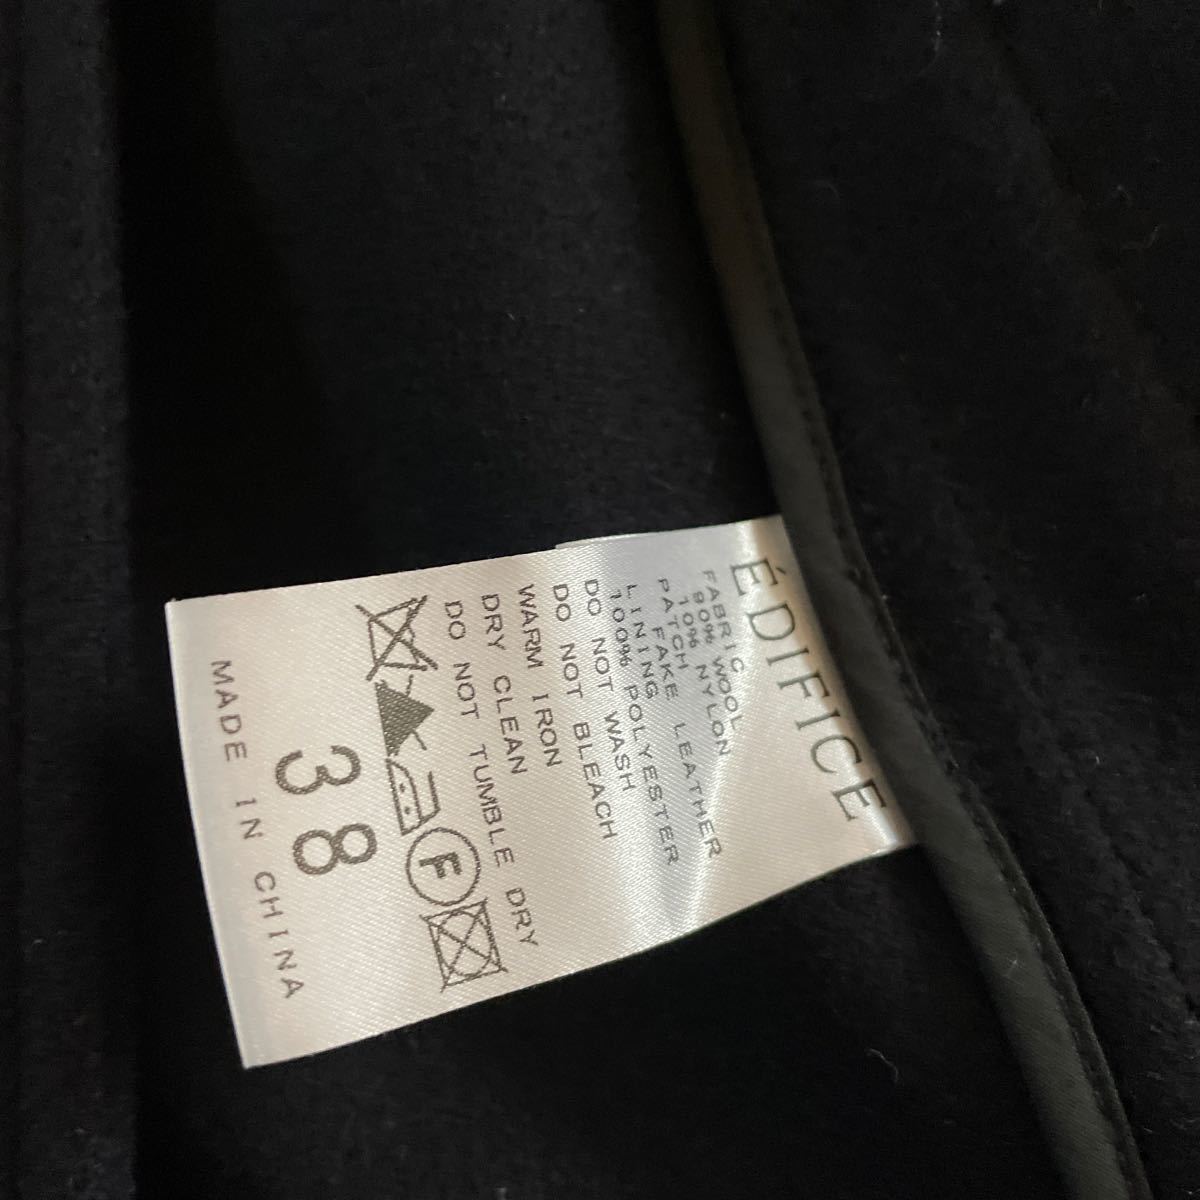 ÉDIFICE
FABRIC
90% WOOL
10% NYLON
PATCH
FAKE LEATHER
LINING
100% POLYESTER
DO NOT WASH
DO NOT BLEACH
WARM IRON
DRY CLEAN
DO NOT TUMBLE DRY
F
38
MADE IN CHINA